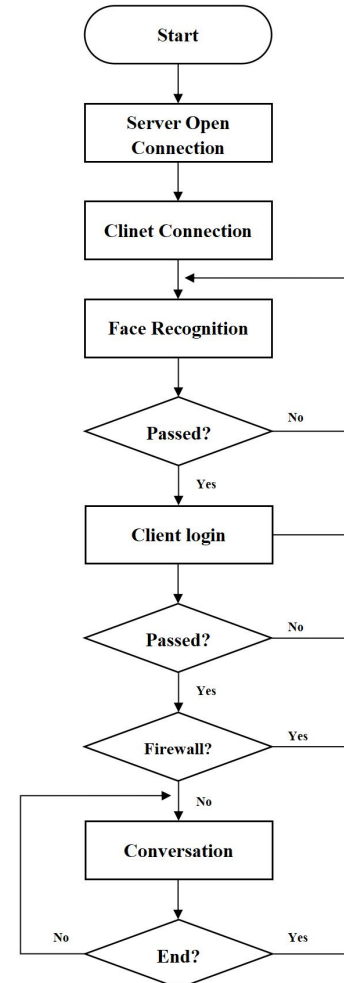 Start
Server Open
Connection
Clinet Connection
Face Recognition
Passed?
No
Yes
Client login
Passed?
No
Yes
Firewall?
Yes
No
Conversation
No
End?
Yes